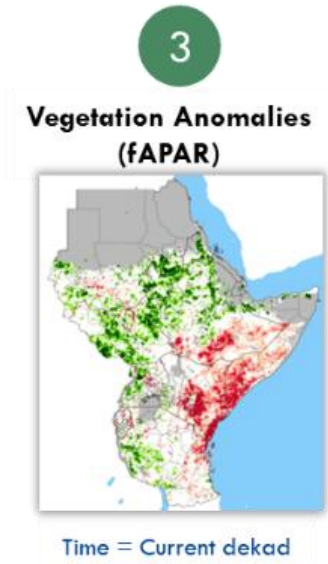 3
Vegetation Anomalies
(fAPAR)
Time = Current dekad